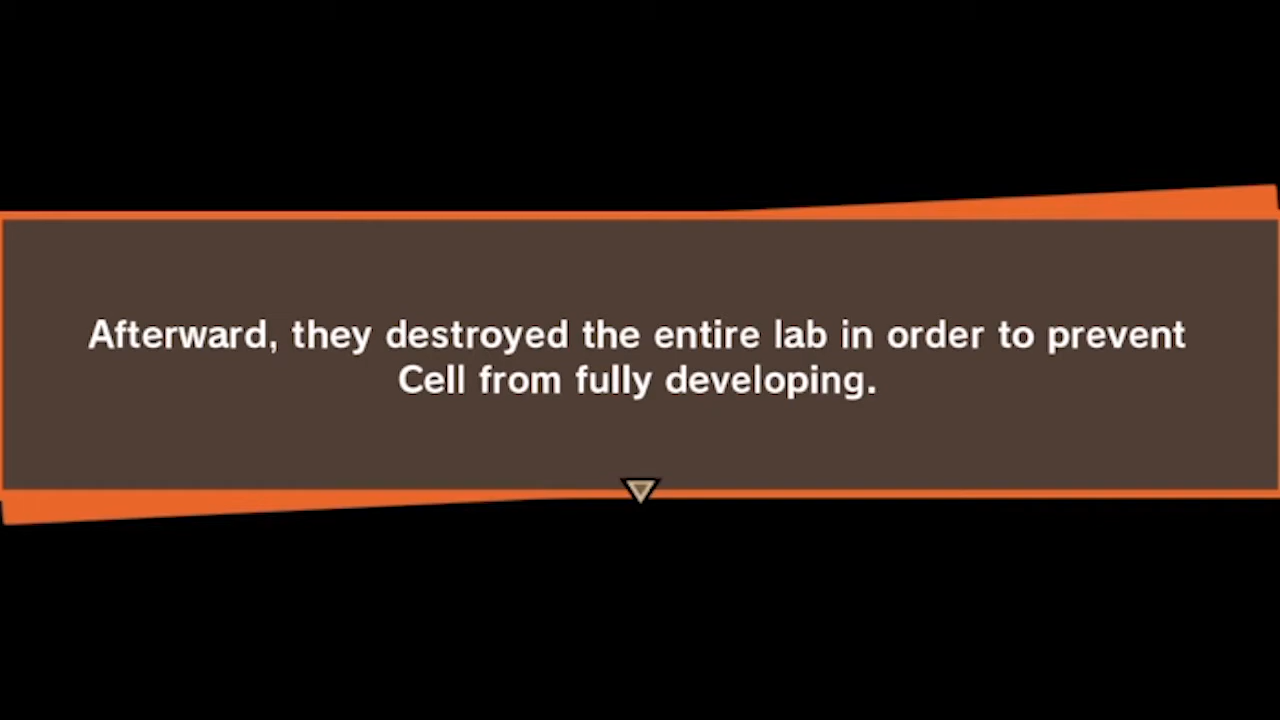 Afterward, they destroyed the entire lab in order to prevent
Cell from fully developing.